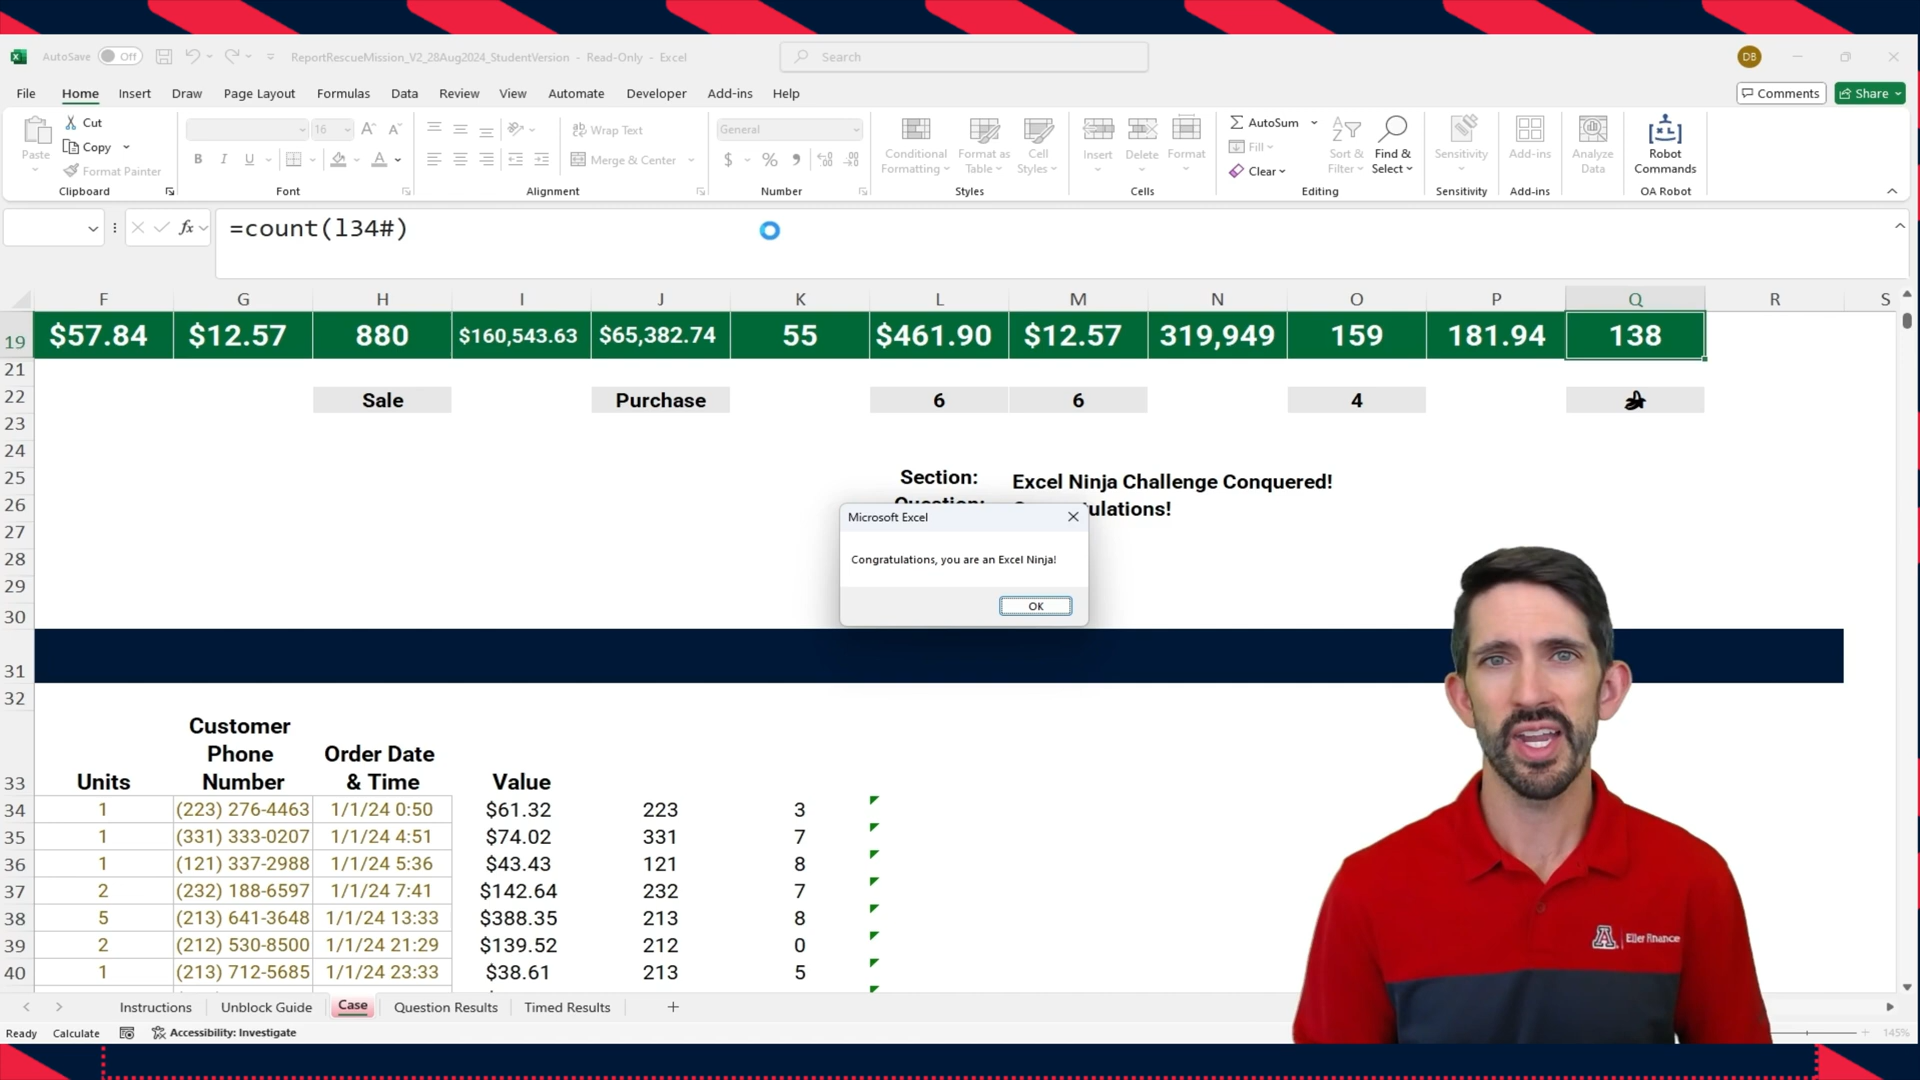 AutoSave Off ReportRescueMission_V2_28Aug2024_StudentVersion - Read-Only - Excel Search DB
File Home Insert Draw Page Layout Formulas Data Review View Automate Developer Add-ins Help Comments Share
Cut
Copy
Format Painter
Paste
Clipboard
16
B I U
Font
Wrap Text
Merge & Center
Alignment
General
$ % 9
Number
Conditional Formatting
Format as Table
Cell Styles
Styles
Insert
Delete
Format
Cells
AutoSum
Fill
Clear
Sort & Filter
Find & Select
Editing
Sensitivity
Sensitivity
Add-ins
Add-ins
Analyze Data
Robot Commands
OA Robot
fx =count(l34#)
F G H I J K L M N O P Q R S
19 $57.84 $12.57 880 $160,543.63 $65,382.74 55 $461.90 $12.57 319,949 159 181.94 138
21
22 Sale Purchase 6 6 4
23
24
25 Section: Excel Ninja Challenge Conquered!
26 Question: ulations!
27
28
29
30
31
32
Microsoft Excel
Congratulations, you are an Excel Ninja!
OK
33 Units Customer Phone Number Order Date & Time Value
34 1 (223) 276-4463 1/1/24 0:50 $61.32 223 3
35 1 (331) 333-0207 1/1/24 4:51 $74.02 331 7
36 1 (121) 337-2988 1/1/24 5:36 $43.43 121 8
37 2 (232) 188-6597 1/1/24 7:41 $142.64 232 7
38 5 (213) 641-3648 1/1/24 13:33 $388.35 213 8
39 2 (212) 530-8500 1/1/24 21:29 $139.52 212 0
40 1 (213) 712-5685 1/1/24 23:33 $38.61 213 5
A Eller Finance
Instructions Unblock Guide Case Question Results Timed Results
Ready Calculate Accessibility: Investigate 145%